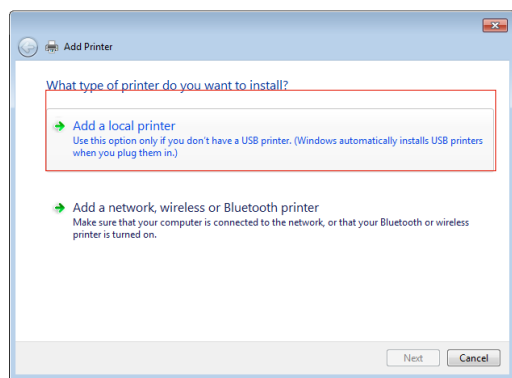 Add Printer
What type of printer do you want to install?
Add a local printer
Use this option only if you don't have a USB printer. (Windows automatically installs USB printers
when you plug them in.)
Add a network, wireless or Bluetooth printer
Make sure that your computer is connected to the network, or that your Bluetooth or wireless
printer is turned on.
Next
Cancel